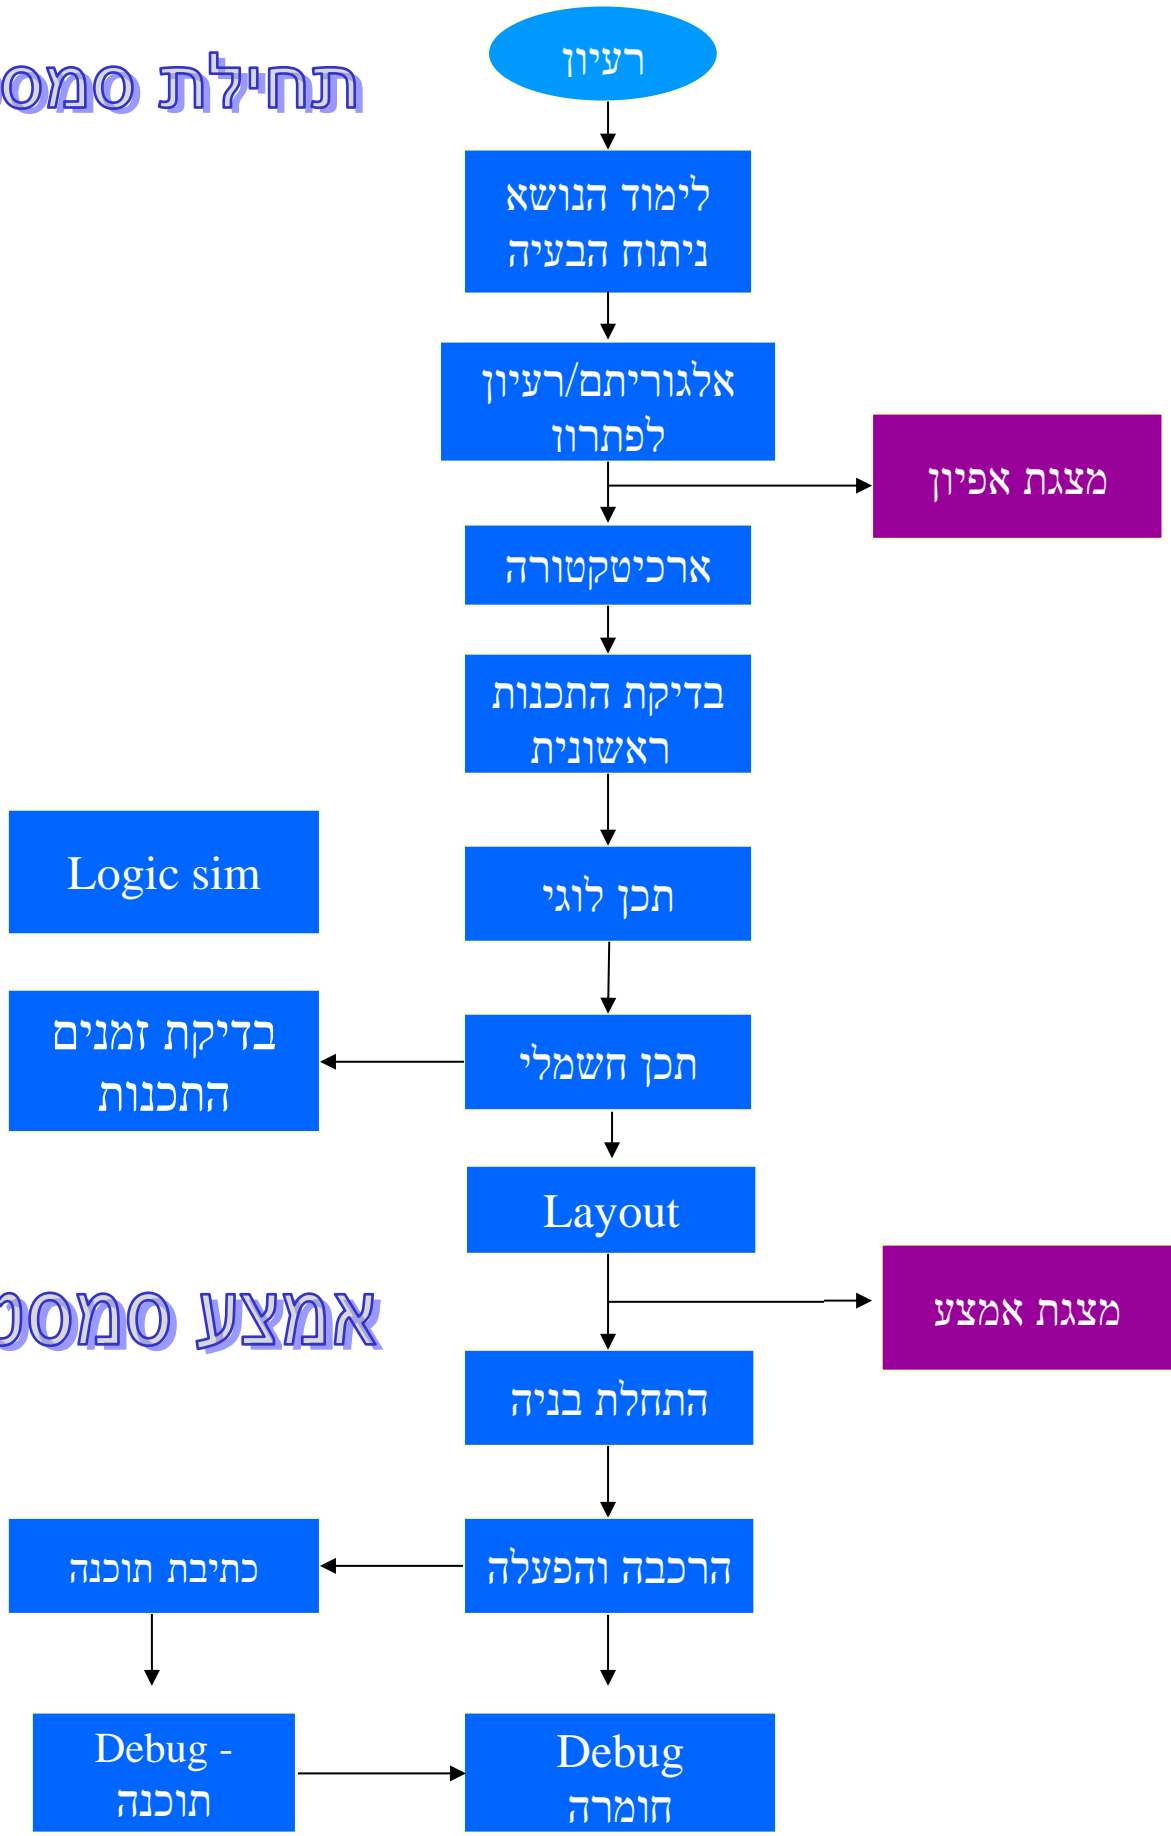 רעיון
תחילת
לימוד הנושא
ניתוח הבעיה
אלגוריתם/רעיון
לפתרון
מצגת אפיון
ארכיטקטורה
בדיקת התכנות
ראשונית
Logic sim
תכן לוגי
בדיקת זמנים
התכנות
תכן חשמלי
Layout
אמצע
מצגת אמצע
התחלת בניה
הרכבה והפעלה
כתיבת תוכנה
Debug -
תוכנה
Debug
חומרה